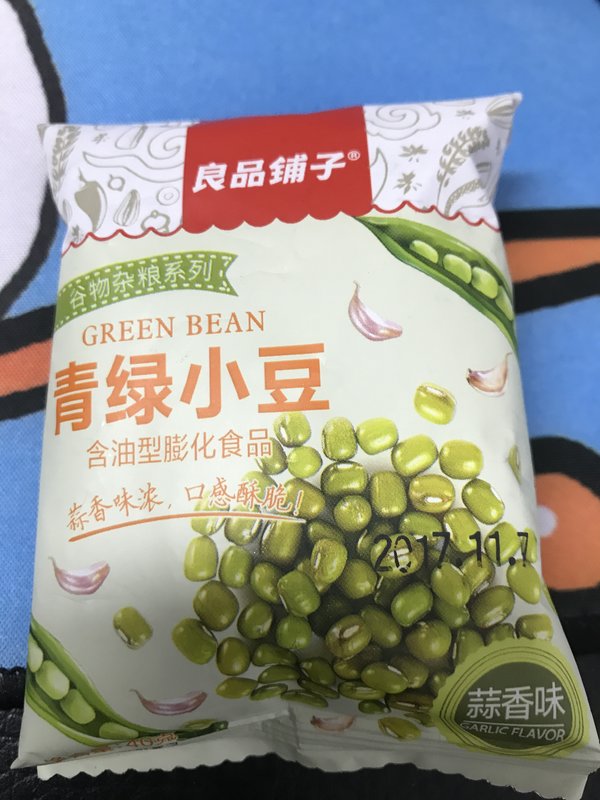 良品铺子®
谷物杂粮系列
GREEN BEAN
青绿小豆
含油型膨化食品
蒜香味浓,口感酥脆!
2017.11.7
蒜香味
GARLIC FLAVOR